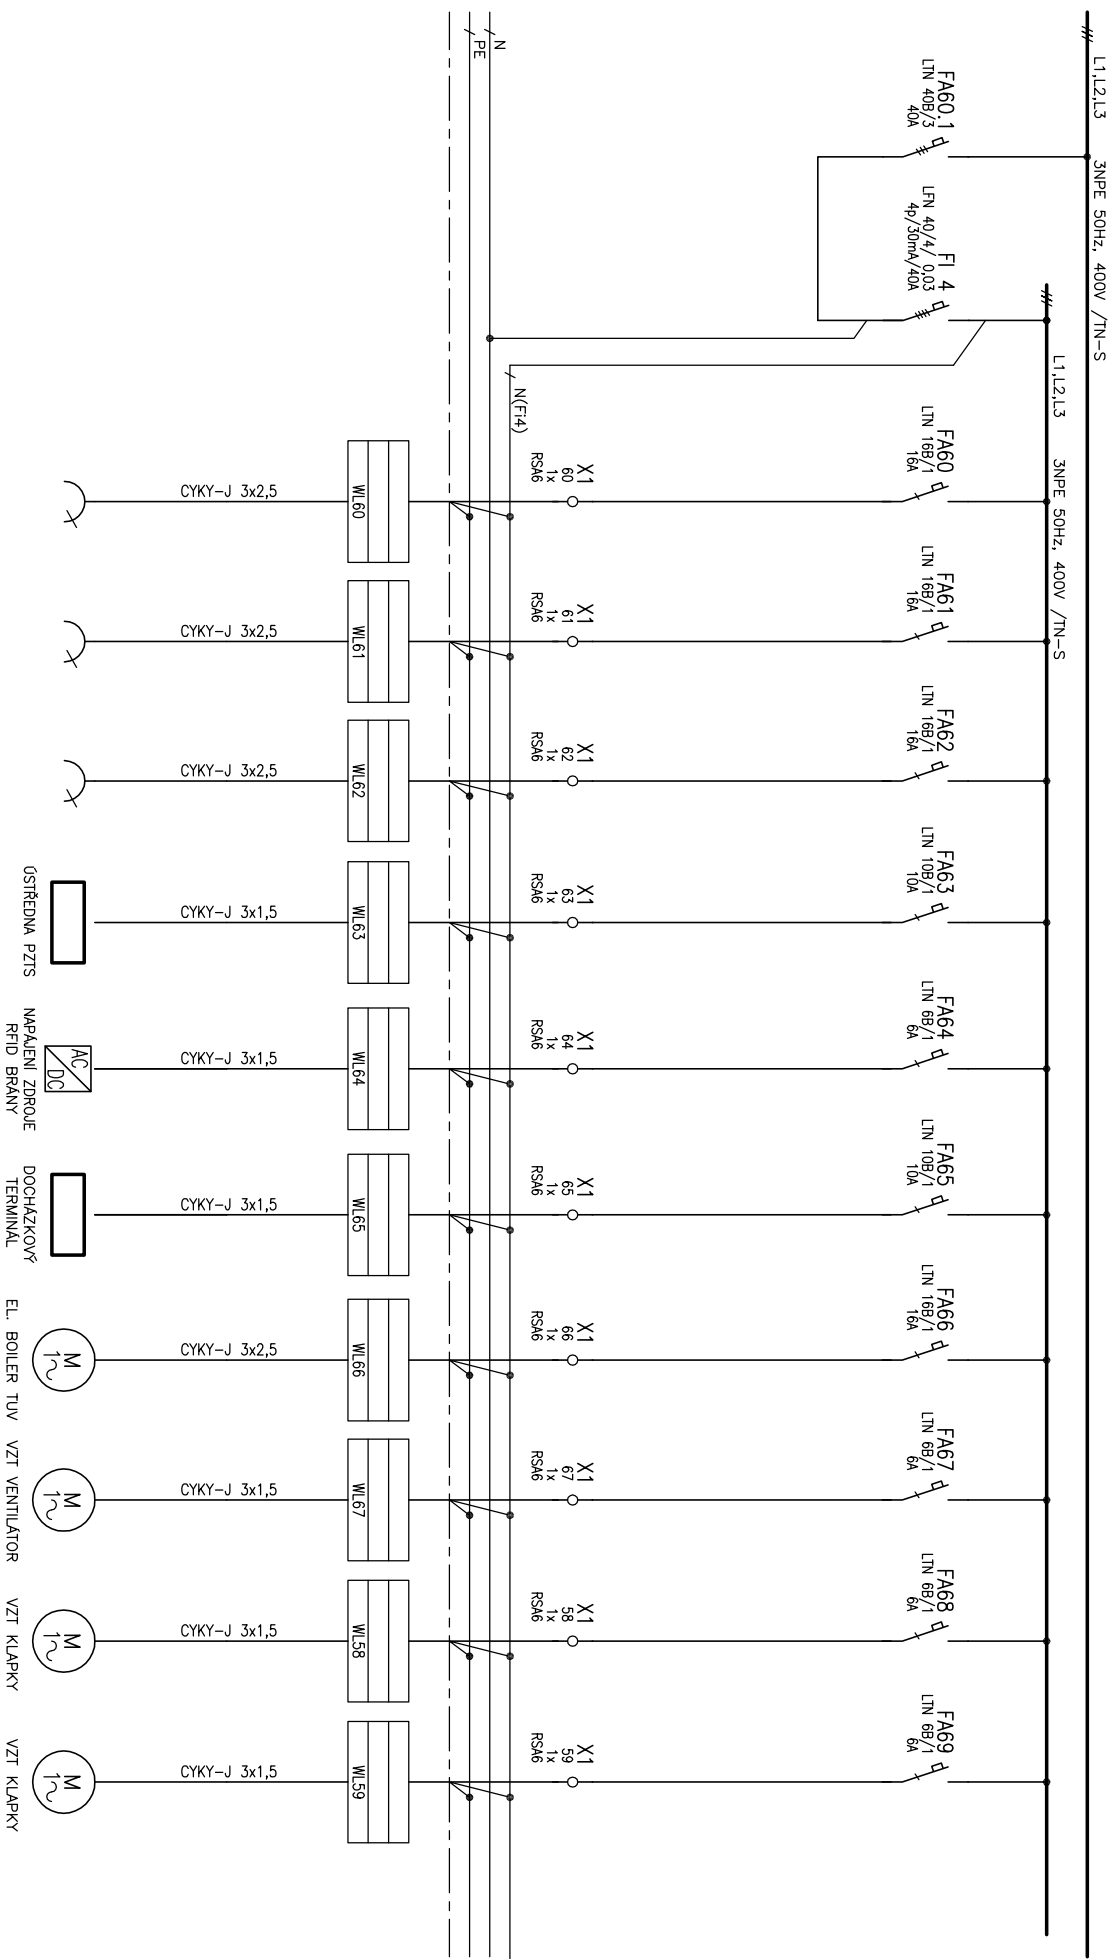 L1,L2,L3 3NPE 50Hz, 400V /TN-S
L1,L2,L3 3NPE 50Hz, 400V /TN-S
FA60.1
LTN 40B/3
40A
FI 4
LFN 40/4/ 0,03
4p/30mA/40A
FA60
LTN 16B/1
16A
FA61
LTN 16B/1
16A
FA62
LTN 16B/1
16A
FA63
LTN 10B/1
10A
FA64
LTN 6B/1
6A
FA65
LTN 10B/1
10A
FA66
LTN 16B/1
16A
FA67
LTN 6B/1
6A
FA68
LTN 6B/1
6A
FA69
LTN 6B/1
6A
X1
60
1x
RSA6
X1
61
1x
RSA6
X1
62
1x
RSA6
X1
63
1x
RSA6
X1
64
1x
RSA6
X1
65
1x
RSA6
X1
66
1x
RSA6
X1
67
1x
RSA6
X1
58
1x
RSA6
X1
59
1x
RSA6
N(Fi4)
N
PE
WL60
WL61
WL62
WL63
WL64
WL65
WL66
WL67
WL58
WL59
CYKY-J 3x2,5
CYKY-J 3x2,5
CYKY-J 3x2,5
CYKY-J 3x1,5
CYKY-J 3x1,5
CYKY-J 3x1,5
CYKY-J 3x2,5
CYKY-J 3x1,5
CYKY-J 3x1,5
CYKY-J 3x1,5
AC
DC
M
1~
M
1~
M
1~
M
1~
ÚSTŘEDNA PZTS
NAPÁJENÍ ZDROJE
RFID BRÁNY
DOCHÁZKOVÝ
TERMINÁL
EL. BOILER TUV
VZT VENTILÁTOR
VZT KLAPKY
VZT KLAPKY